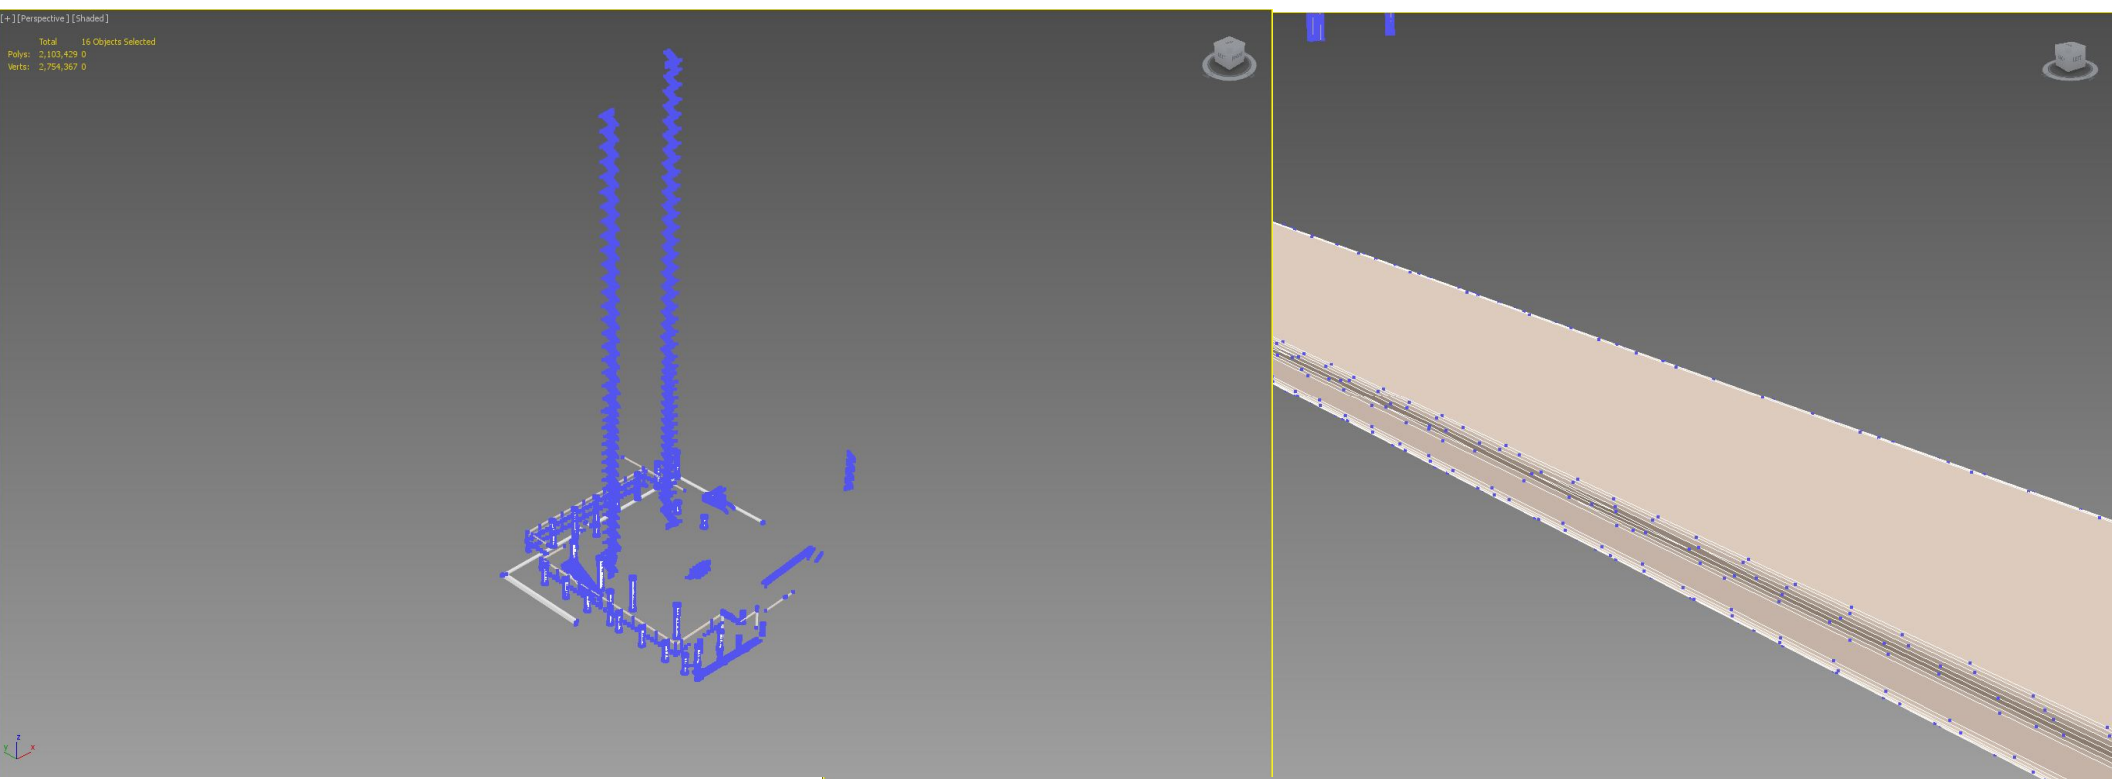 [+][Perspective][Shaded]
Total 16 Objects Selected
Polys: 2,103,429 0
Verts: 2,754,367 0
z
y x